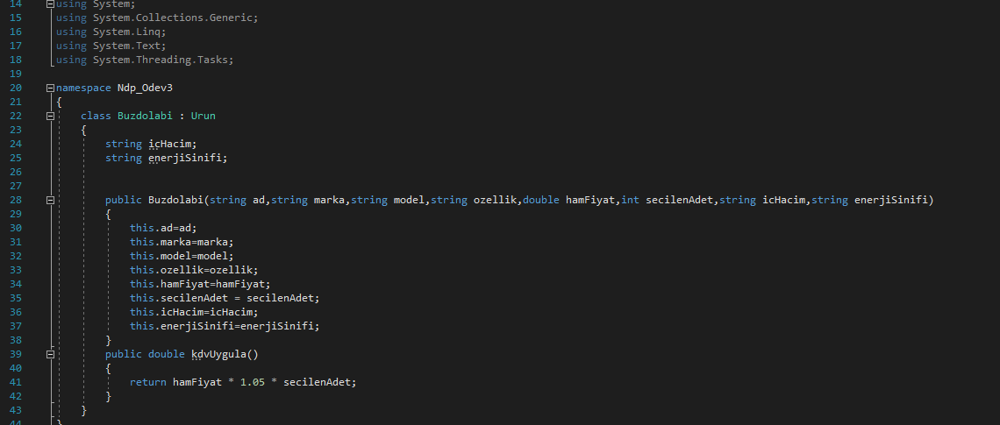 14 using System;
15 using System.Collections.Generic;
16 using System.Linq;
17 using System.Text;
18 using System.Threading.Tasks;
19
20 namespace Ndp_Odev3
21 {
22 class Buzdolabi : Urun
23 {
24 string icHacim;
25 string enerjiSinifi;
26
27
28 public Buzdolabi(string ad,string marka,string model,string ozellik,double hamFiyat,int secilenAdet,string icHacim,string enerjiSinifi)
29 {
30 this.ad=ad;
31 this.marka=marka;
32 this.model=model;
33 this.ozellik=ozellik;
34 this.hamFiyat=hamFiyat;
35 this.secilenAdet = secilenAdet;
36 this.icHacim=icHacim;
37 this.enerjiSinifi=enerjiSinifi;
38 }
39 public double kdvUygula()
40 {
41 return hamFiyat * 1.05 * secilenAdet;
42 }
43 }
44 }